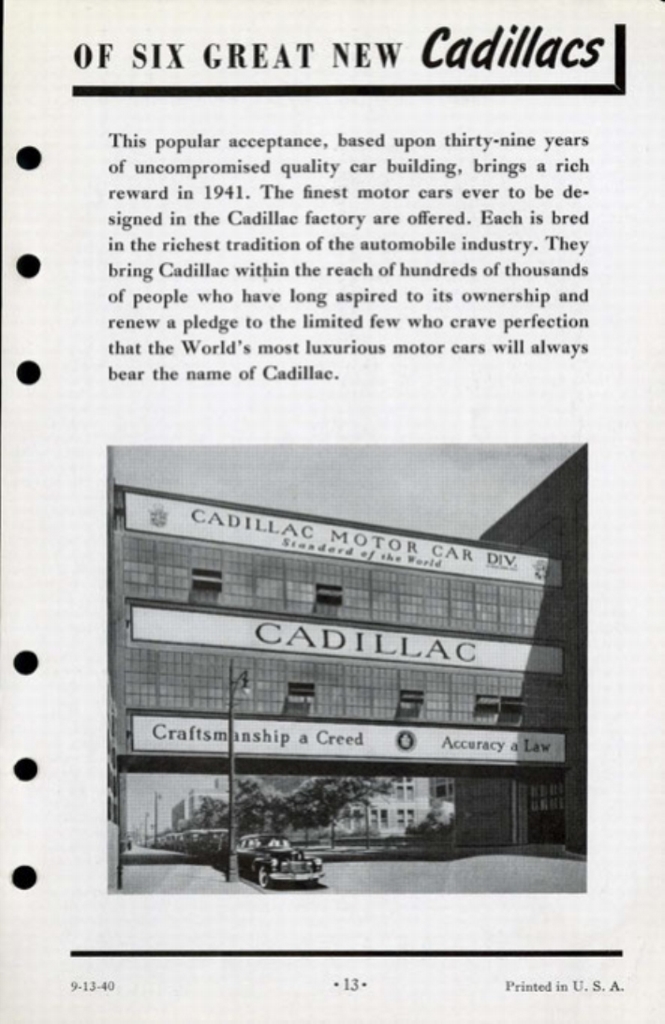 OF SIX GREAT NEW Cadillacs
This popular acceptance, based upon thirty-nine years
of uncompromised quality car building, brings a rich
reward in 1941. The finest motor cars ever to be de-
signed in the Cadillac factory are offered. Each is bred
in the richest tradition of the automobile industry. They
bring Cadillac within the reach of hundreds of thousands
of people who have long aspired to its ownership and
renew a pledge to the limited few who crave perfection
that the World's most luxurious motor cars will always
bear the name of Cadillac.
CADILLAC MOTOR CAR DIV.
Standard of the World
CADILLAC
Craftsmanship a Creed Accuracy a Law
9-13-40 •13• Printed in U. S. A.